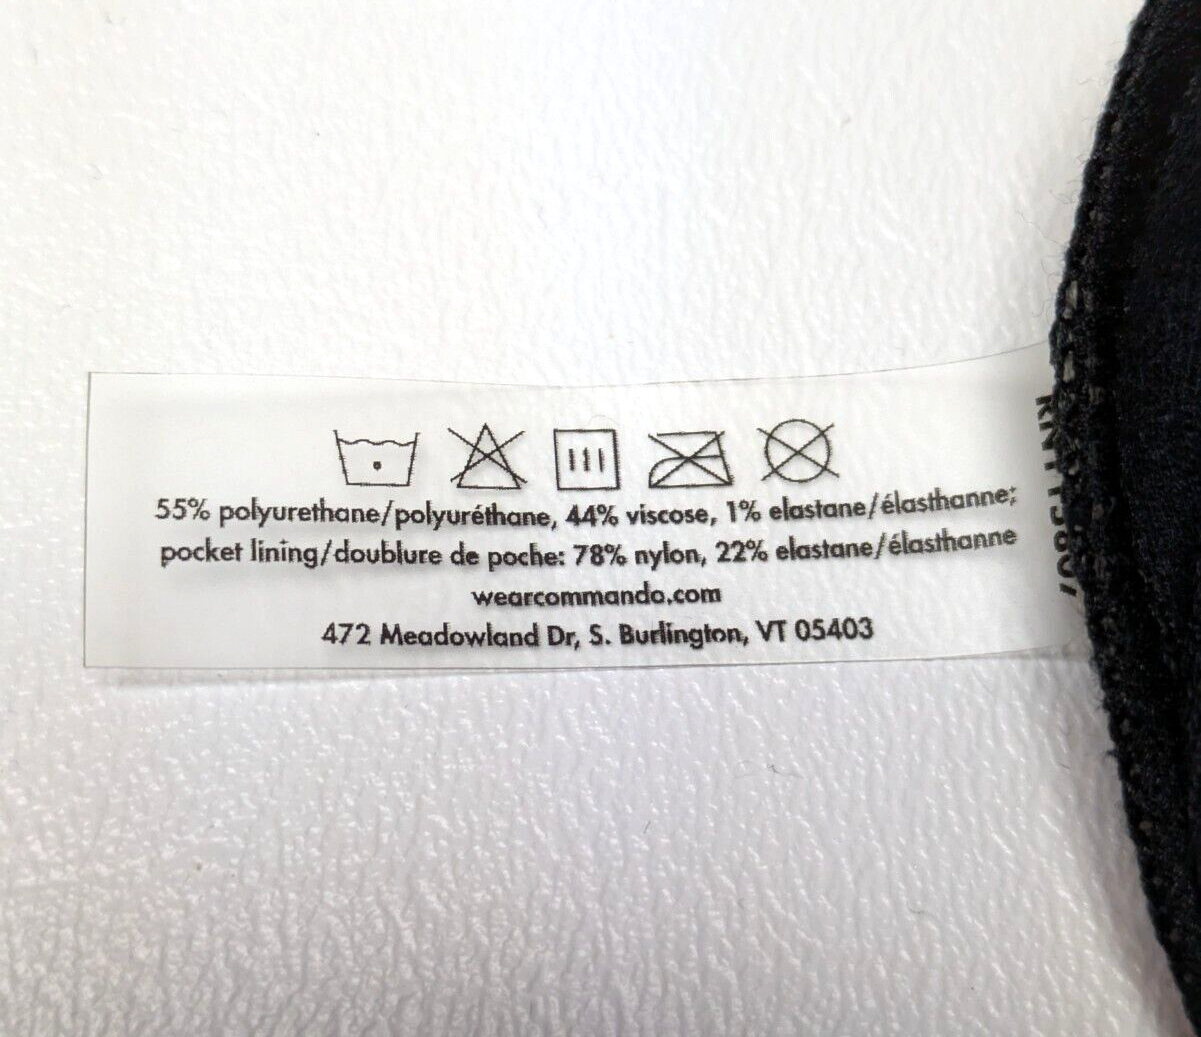 55% polyurethane/polyuréthane, 44% viscose, 1% elastane/élasthanne;
pocket lining/doublure de poche: 78% nylon, 22% elastane/élasthanne
wearcommando.com
472 Meadowland Dr, S. Burlington, VT 05403